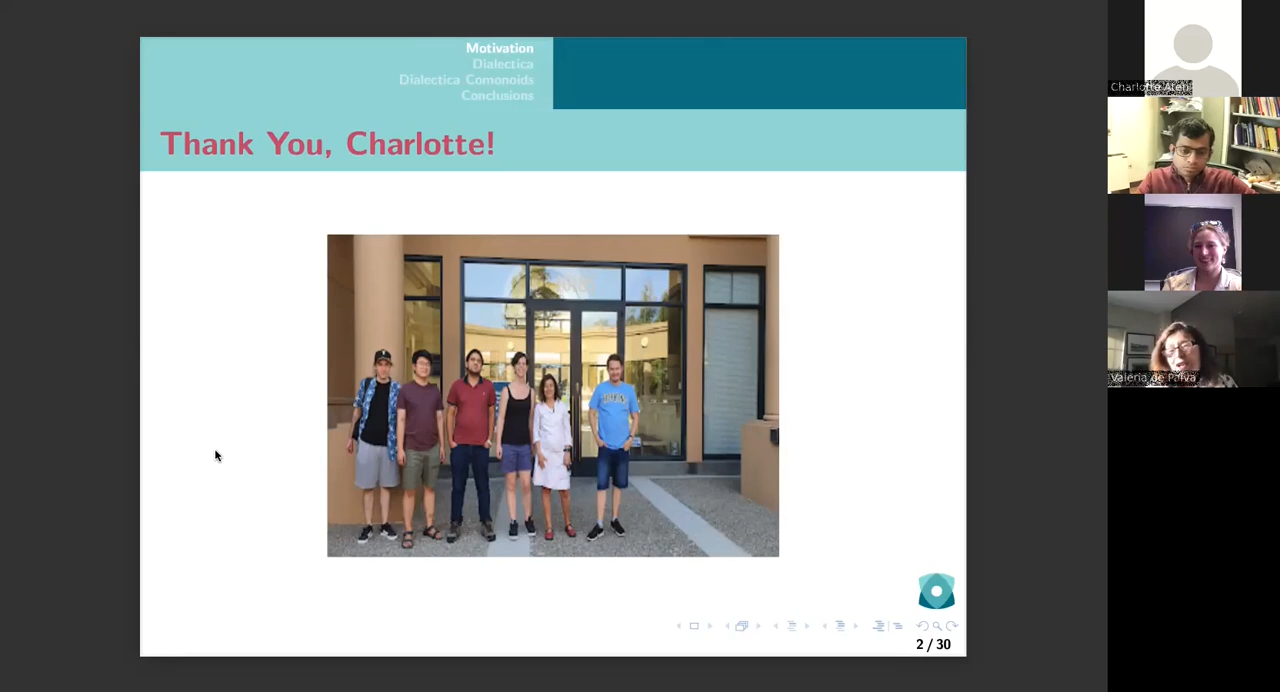 Motivation
Dialectica
Dialectica Comonoids
Conclusions
Thank You, Charlotte!
2 / 30
Charlotte Aten
Valeria de Paiva